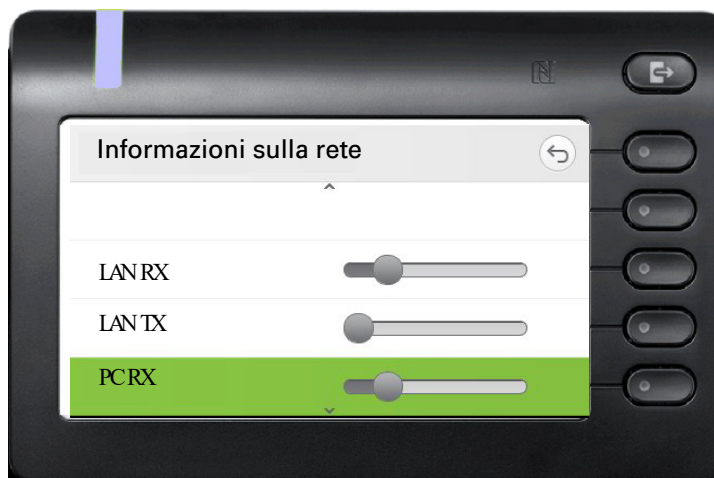 Informazioni sulla rete
LAN RX
LAN TX
PC RX